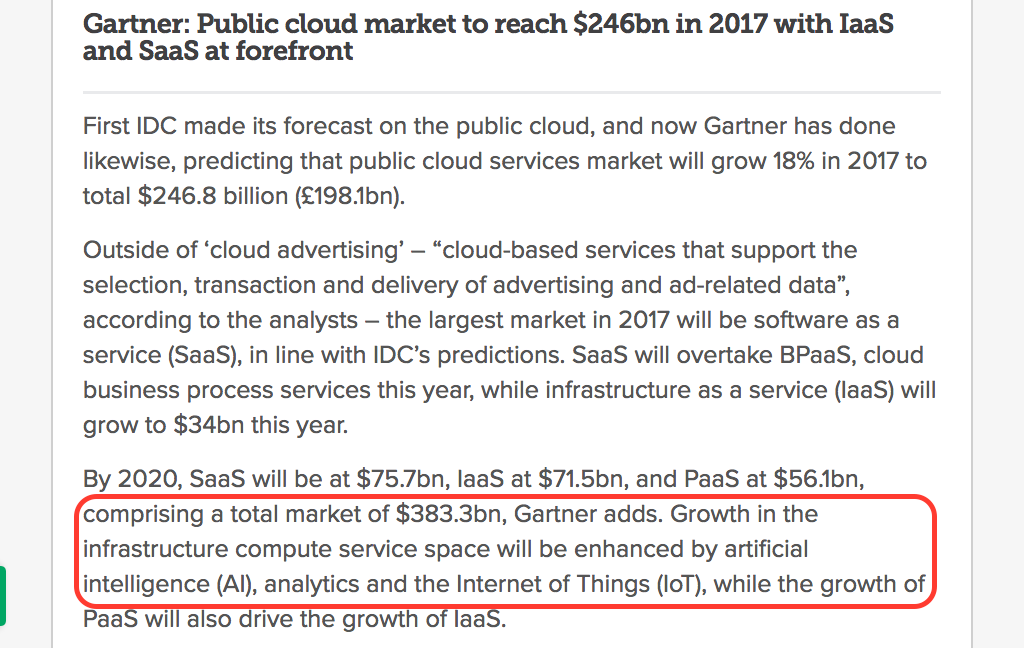 Gartner: Public cloud market to reach $246bn in 2017 with IaaS
and SaaS at forefront
First IDC made its forecast on the public cloud, and now Gartner has done
likewise, predicting that public cloud services market will grow 18% in 2017 to
total $246.8 billion (£198.1bn).
Outside of ‘cloud advertising’ – “cloud-based services that support the
selection, transaction and delivery of advertising and ad-related data”,
according to the analysts – the largest market in 2017 will be software as a
service (SaaS), in line with IDC’s predictions. SaaS will overtake BPaaS, cloud
business process services this year, while infrastructure as a service (IaaS) will
grow to $34bn this year.
By 2020, SaaS will be at $75.7bn, IaaS at $71.5bn, and PaaS at $56.1bn,
comprising a total market of $383.3bn, Gartner adds. Growth in the
infrastructure compute service space will be enhanced by artificial
intelligence (AI), analytics and the Internet of Things (IoT), while the growth of
PaaS will also drive the growth of IaaS.